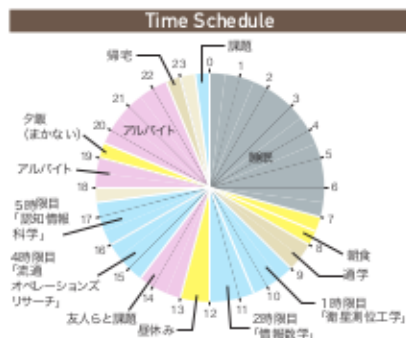 Time Schedule
課題
帰宅
0
1
2
3
4
5
6
7
8
9
10
11
12
13
14
15
16
17
18
19
20
21
22
23
睡眠
朝食
通学
1時限目
「衛星測位工学」
2時限目
「情報数学」
昼休み
友人らと課題
4時限目
「流通
オペレーションズ
リサーチ」
5時限目
「認知情報
科学」
アルバイト
夕飯
(まかない)
アルバイト